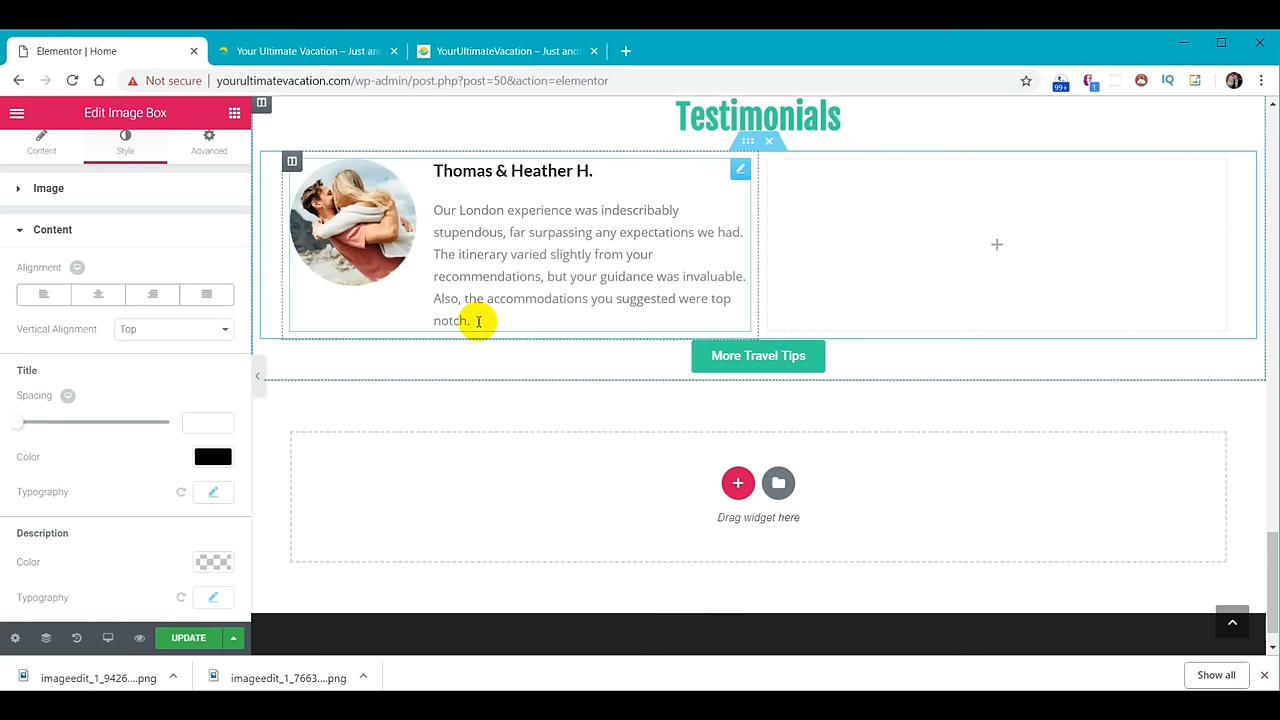 Elementor | Home
Your Ultimate Vacation – Just an
YourUltimateVacation – Just anot
Not secure
yourultimatevacation.com/wp-admin/post.php?post=50&action=elementor
99+
1
IQ
Edit Image Box
Content
Style
Advanced
Image
Content
Alignment
Vertical Alignment
Top
Title
Spacing
Color
Typography
Description
Color
Typography
UPDATE
Testimonials
Thomas & Heather H.
Our London experience was indescribably
stupendous, far surpassing any expectations we had.
The itinerary varied slightly from your
recommendations, but your guidance was invaluable.
Also, the accommodations you suggested were top
notch.
More Travel Tips
Drag widget here
imageedit_1_9426....png
imageedit_1_7663....png
Show all